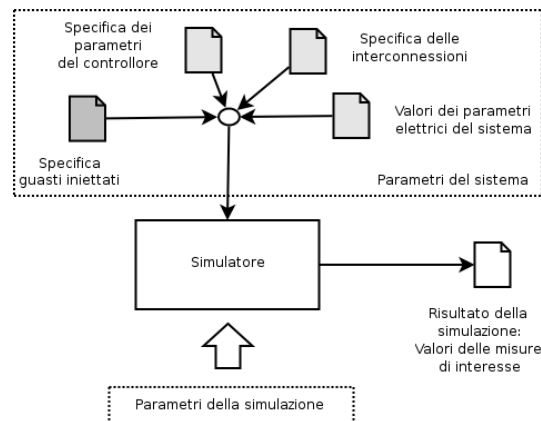 Specifica dei
parametri
del controllore
Specifica delle
interconnessioni
Valori dei parametri
elettrici del sistema
Specifica
guasti iniettati
Parametri del sistema
Simulatore
Risultato della
simulazione:
Valori delle misure
di interesse
Parametri della simulazione